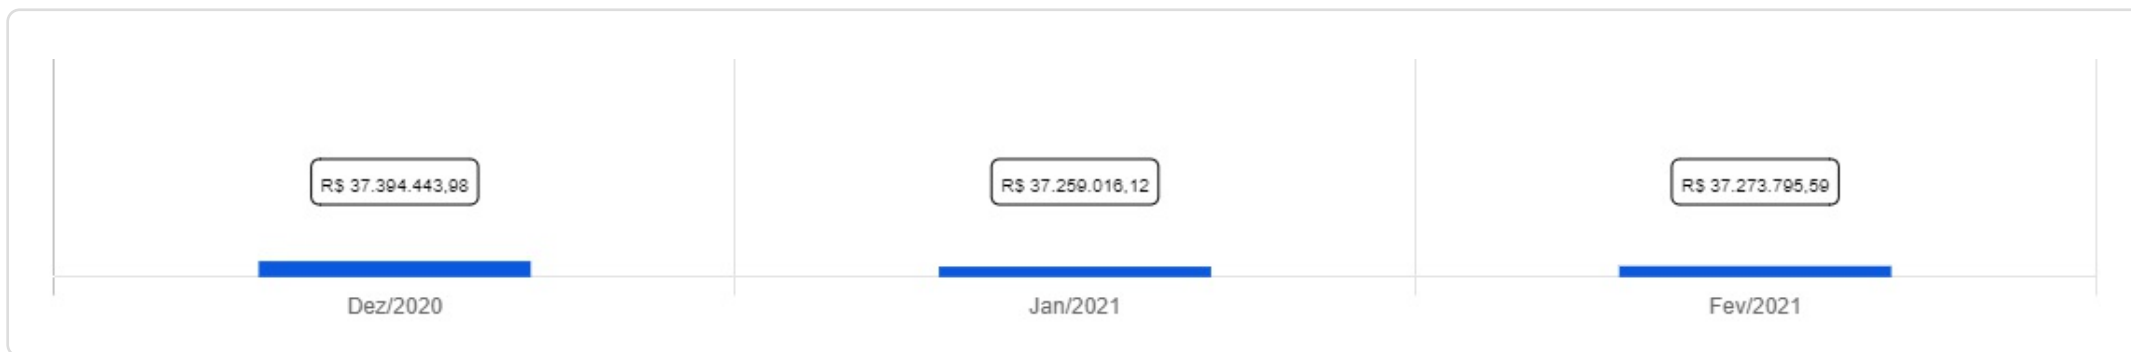 R$ 37.394.443,98
R$ 37.259.016,12
R$ 37.273.795,59
Dez/2020
Jan/2021
Fev/2021